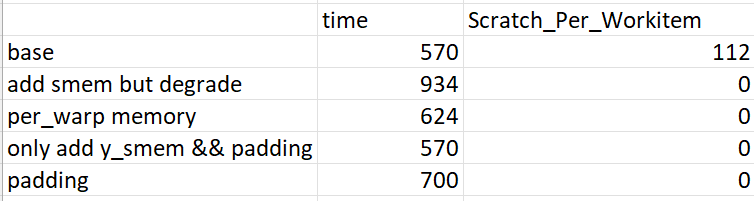 time Scratch_Per_Workitem
base 570 112
add smem but degrade 934 0
per_warp memory 624 0
only add y_smem && padding 570 0
padding 700 0